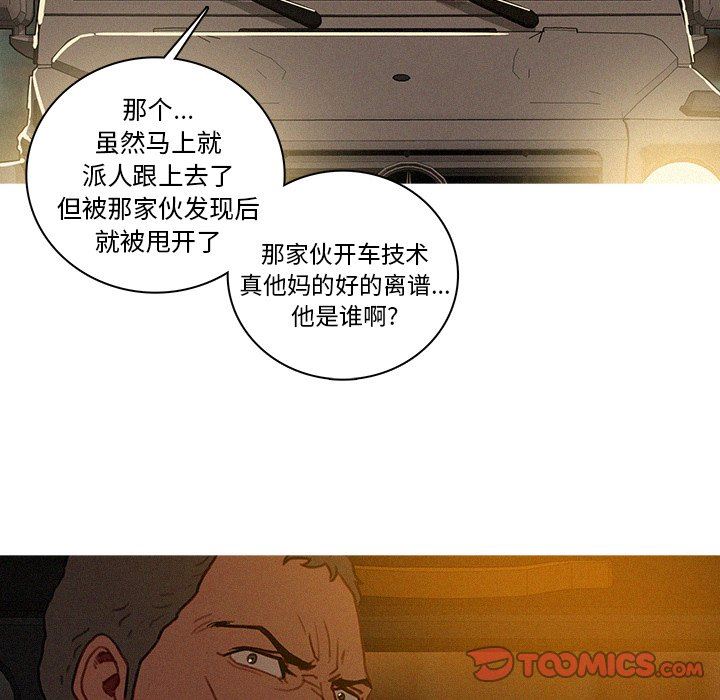 那个...
虽然马上就
派人跟上去了
但被那家伙发现后
就被甩开了
那家伙开车技术
真他妈的好的离谱...
他是谁啊?
TOOMICS.COM